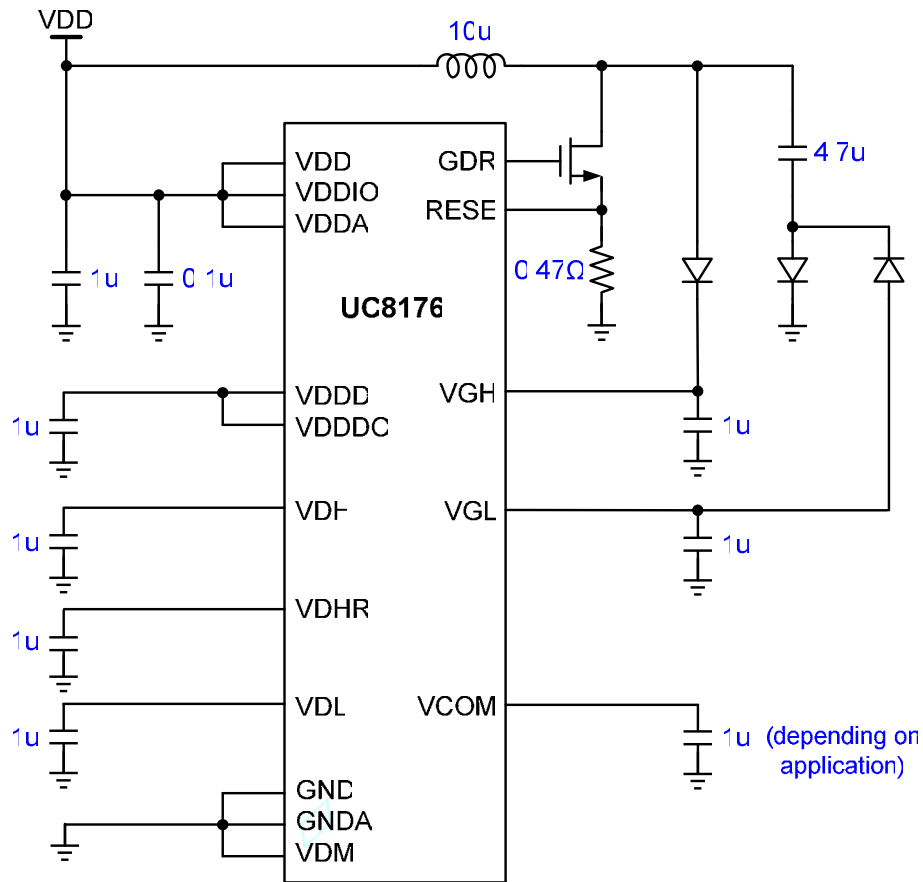 VDD
10u
VDD
VDDIO
VDDA
GDR
RESE
4.7u
1u
0.1u
0.47Ω
UC8176
VDDD
VDDDO
1u
VGH
1u
VDH
1u
VGL
1u
VDHR
1u
VDL
1u
VCOM
1u (depending on
application)
GND
GNDA
VDM